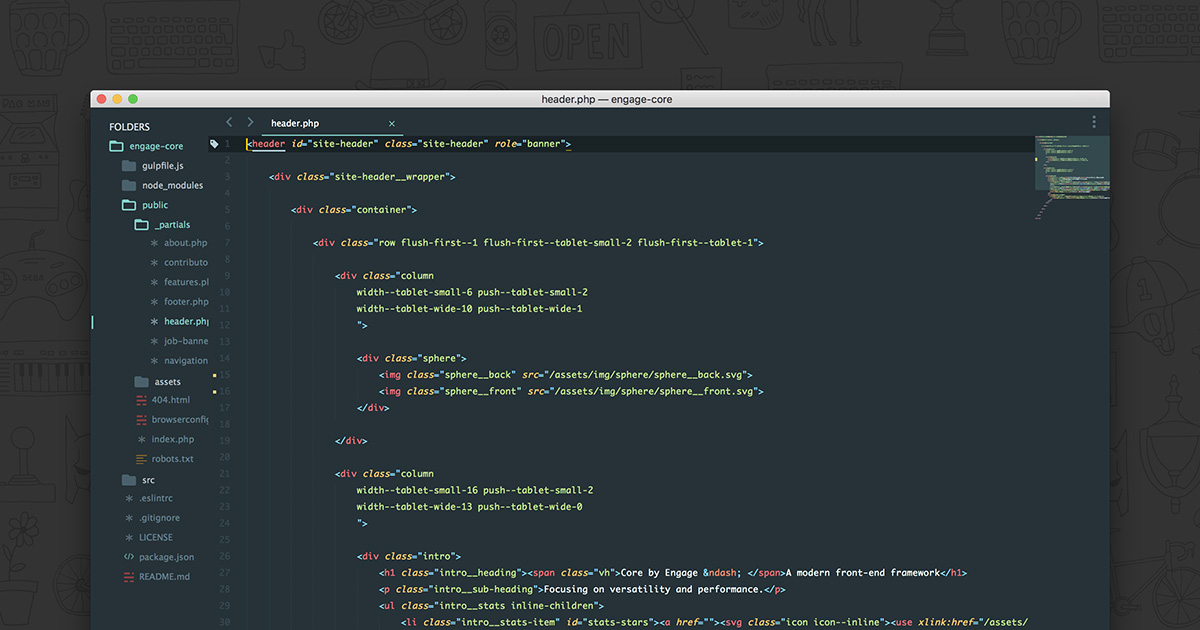 OPEN
SEGA
1
header.php — engage-core
FOLDERS
engage-core
gulpfile.js
node_modules
public
_partials
about.php
contributo
features.pl
footer.php
header.php
job-banne
navigation
assets
404.html
browserconfig
index.php
robots.txt
src
.eslintrc
.gitignore
LICENSE
package.json
README.md
header.php ×
1 <header id="site-header" class="site-header" role="banner">
2
3 <div class="site-header__wrapper">
4
5 <div class="container">
6
7 <div class="row flush-first--1 flush-first--tablet-small-2 flush-first--tablet-1">
8
9 <div class="column
10 width--tablet-small-6 push--tablet-small-2
11 width--tablet-wide-10 push--tablet-wide-1
12 ">
13
14 <div class="sphere">
15 <img class="sphere__back" src="/assets/img/sphere/sphere__back.svg">
16 <img class="sphere__front" src="/assets/img/sphere/sphere__front.svg">
17 </div>
18
19 </div>
20
21 <div class="column
22 width--tablet-small-16 push--tablet-small-2
23 width--tablet-wide-13 push--tablet-wide-0
24 ">
25
26 <div class="intro">
27 <h1 class="intro__heading"><span class="vh">Core by Engage &ndash; </span>A modern front-end framework</h1>
28 <p class="intro__sub-heading">Focusing on versatility and performance.</p>
29 <ul class="intro__stats inline-children">
30 <li class="intro__stats-item" id="stats-stars"><a href=""><svg class="icon icon--inline"><use xlink:href="/assets/